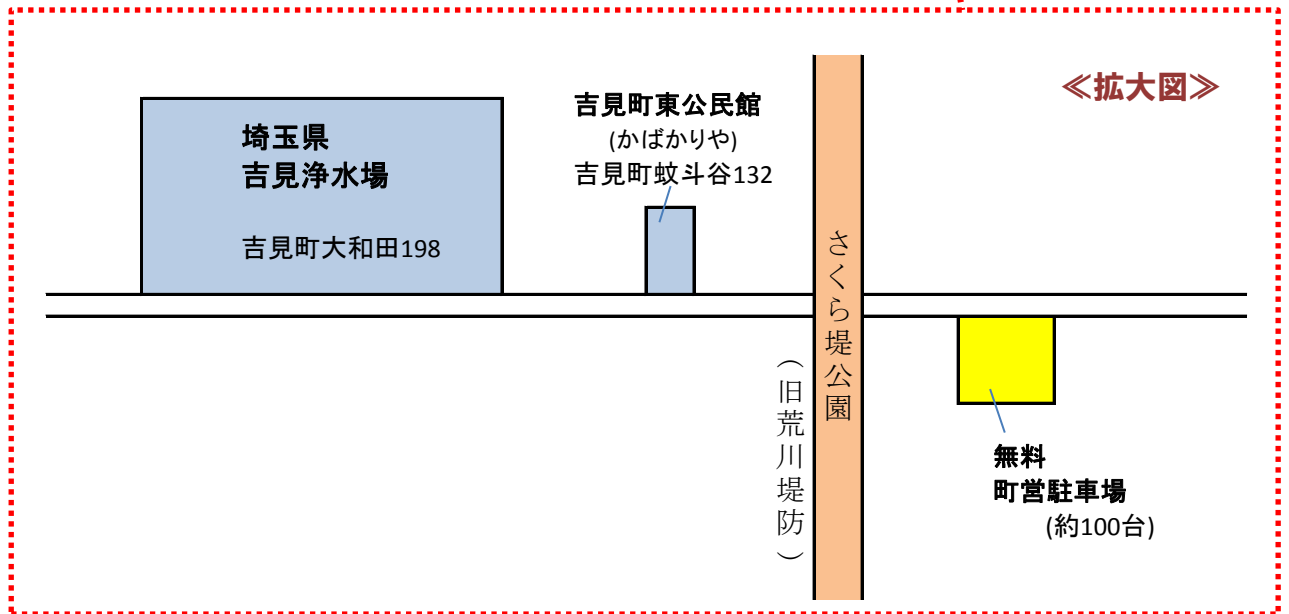 ≪拡大図≫
埼玉県
吉見浄水場
吉見町大和田198
吉見町東公民館
(かばかりや)
吉見町蚊斗谷132
さくら堤公園
（旧荒川堤防）
無料
町営駐車場
(約100台)